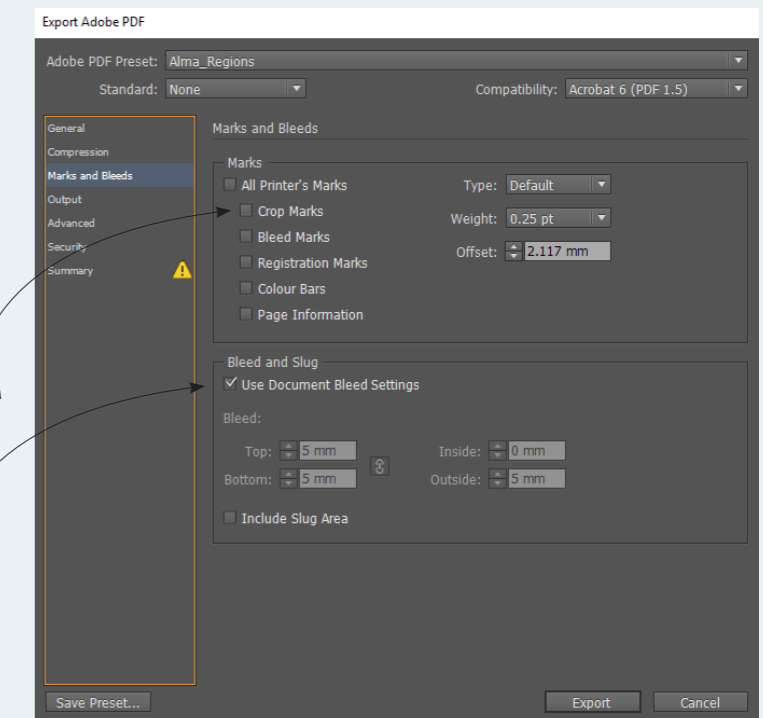 Export Adobe PDF
Adobe PDF Preset: Alma_Regions
Standard: None Compatibility: Acrobat 6 (PDF 1.5)
General
Compression
Marks and Bleeds
Output
Advanced
Security
Summary
Marks and Bleeds
Marks
All Printer's Marks
Crop Marks
Bleed Marks
Registration Marks
Colour Bars
Page Information
Type: Default
Weight: 0.25 pt
Offset: 2.117 mm
Bleed and Slug
Use Document Bleed Settings
Bleed:
Top: 5 mm Inside: 0 mm
Bottom: 5 mm Outside: 5 mm
Include Slug Area
Save Preset... Export Cancel